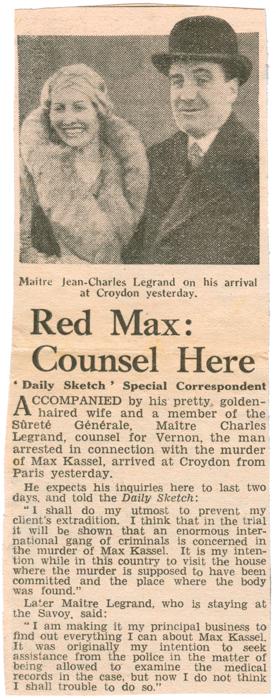 Maitre Jean-Charles Legrand on his arrival
at Croydon yesterday.
Red Max:
Counsel Here
' Daily Sketch ' Special Correspondent
ACCOMPANIED by his pretty, golden-
haired wife and a member of the
Sûreté Générale, Maître Charles
Legrand, counsel for Vernon, the man
arrested in connection with the murder
of Max Kassel, arrived at Croydon from
Paris yesterday.
He expects his inquiries here to last two
days, and told the Daily Sketch:
"I shall do my utmost to prevent my
client's extradition. I think that in the trial
it will be shown that an enormous inter-
national gang of criminals is concerned in
the murder of Max Kassel. It is my inten-
tion while in this country to visit the house
where the murder is supposed to have been
committed and the place where the body
was found."
Later Maître Legrand, who is staying at
the Savoy, said:
"I am making it my principal business to
find out everything I can about Max Kassel.
It was originally my intention to seek
assistance from the police in the matter of
being allowed to examine the medical
records in the case, but now I do not think
I shall trouble to do so."